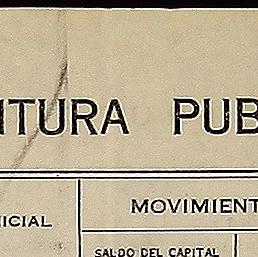 ITURA PUB
MOVIMIENT
ICIAL
SALDO DEL CAPITAL